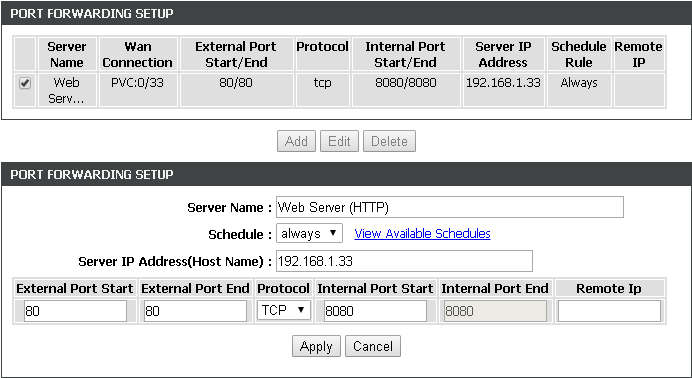 PORT FORWARDING SETUP
Server Name Wan Connection External Port Start/End Protocol Internal Port Start/End Server IP Address Schedule Rule Remote IP
Web Serv... PVC:0/33 80/80 tcp 8080/8080 192.168.1.33 Always
Add Edit Delete
PORT FORWARDING SETUP
Server Name : Web Server (HTTP)
Schedule : always View Available Schedules
Server IP Address(Host Name) : 192.168.1.33
External Port Start External Port End Protocol Internal Port Start Internal Port End Remote Ip
80 80 TCP 8080 8080
Apply Cancel